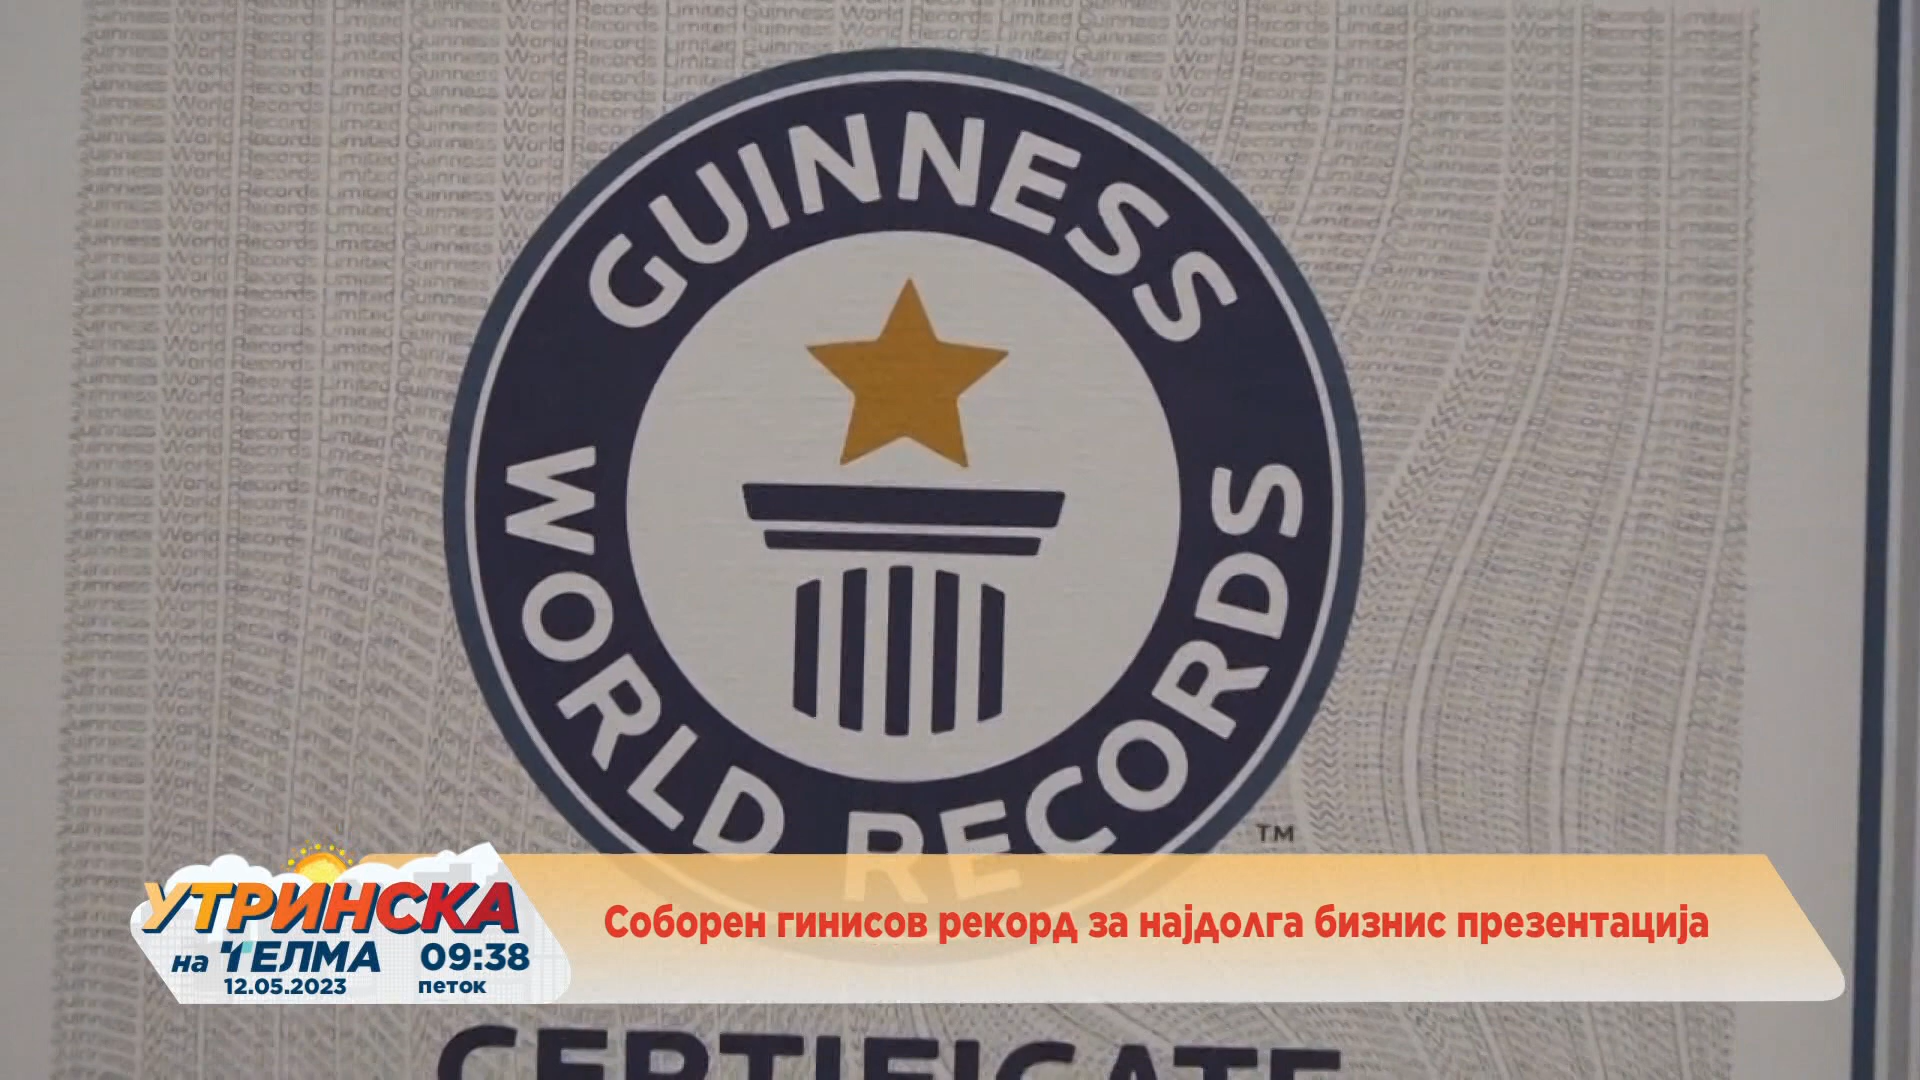 GUINNESS
WORLD RECORDS
TM
УТРИНСКА
на ТЕЛМА
09:38
12.05.2023
петок
Соборен гинисов рекорд за најдолга бизнис презентација
CERTIFICATE